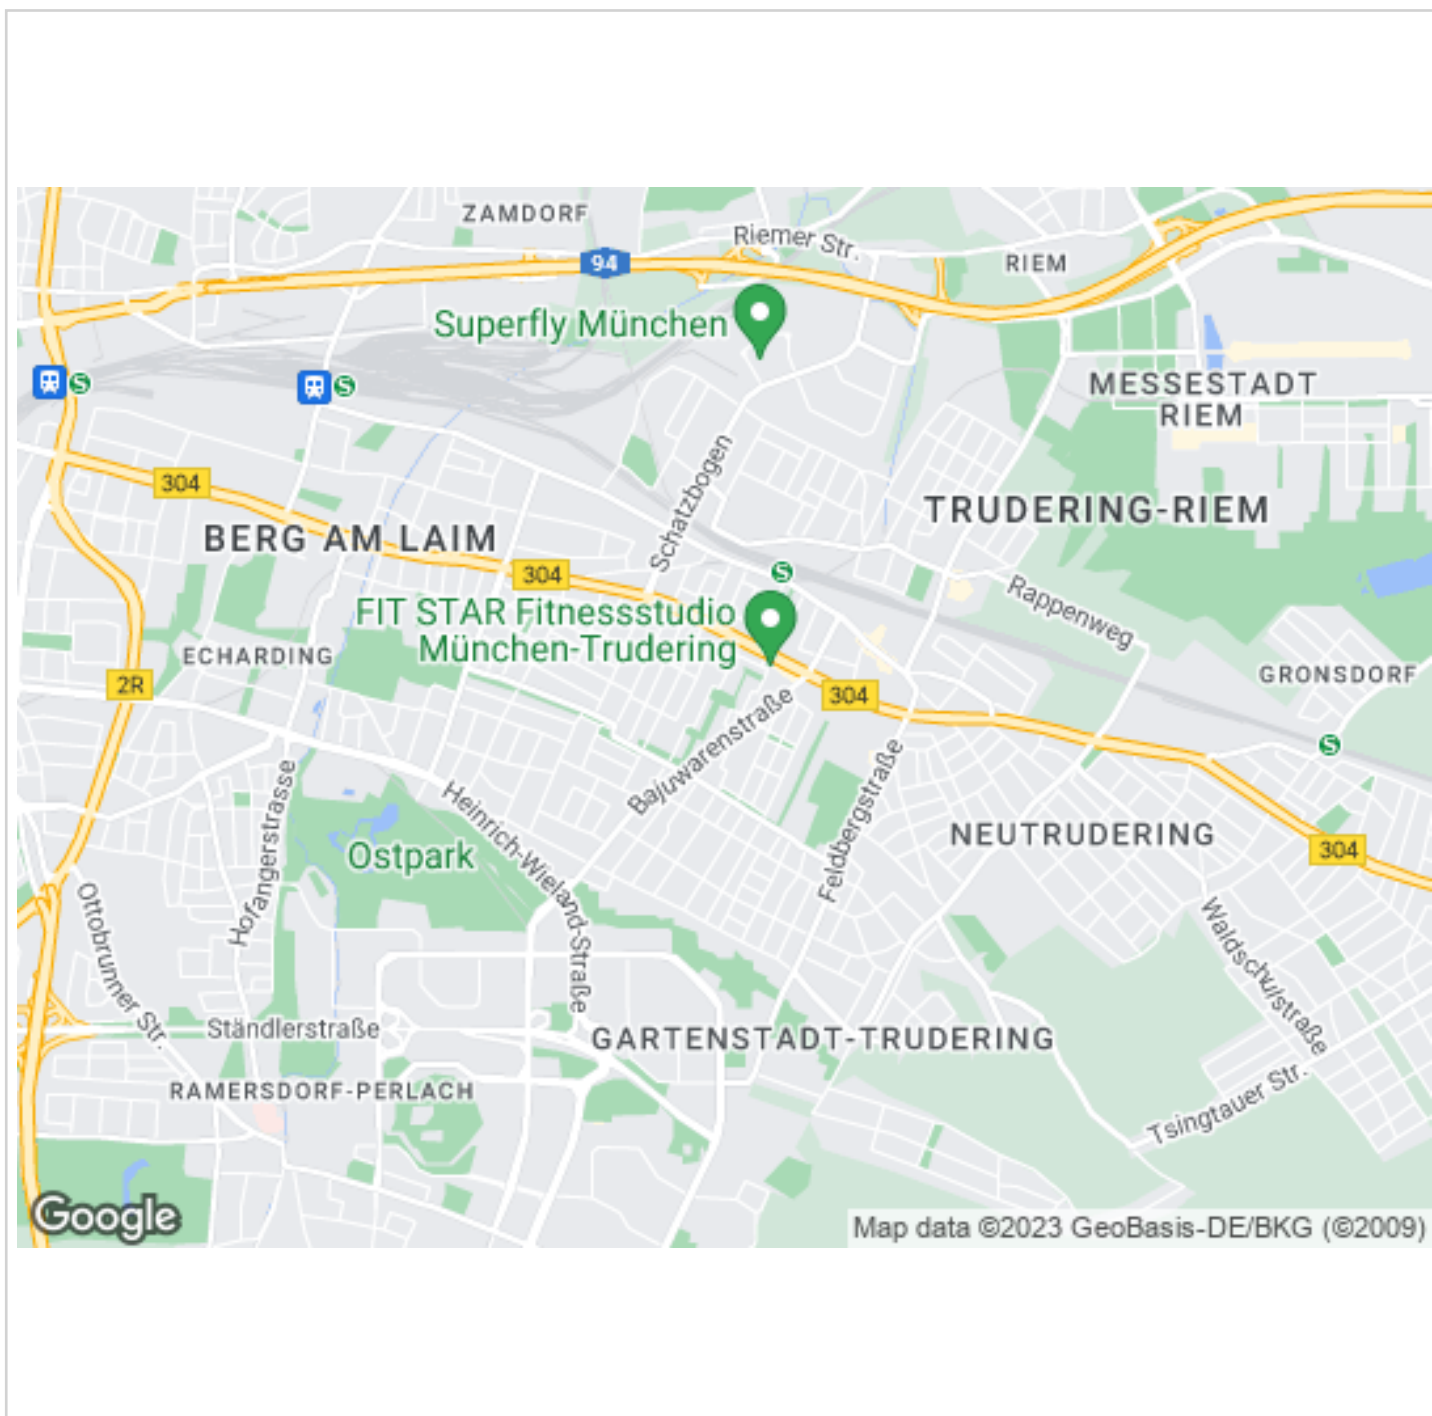 ZAMDORF
Riemer Str.
94
RIEM
Superfly München
S
S
MESSESTADT
RIEM
Schatzbogen
304
TRUDERING-RIEM
BERG AM LAIM
304
S
Rappenweg
FIT STAR Fitnessstudio
München-Trudering
ECHARDING
2R
304
GRONSDORF
Bajuwarenstraße
S
Feldbergstraße
Hofangerstrasse
Heinrich-Wieland-Straße
NEUTRUDERING
304
Ostpark
Ottobrunner Str.
Waldschulstraße
Ständlerstraße
GARTENSTADT-TRUDERING
RAMERSDORF-PERLACH
Tsingtauer Str.
Google
Map data ©2023 GeoBasis-DE/BKG (©2009)